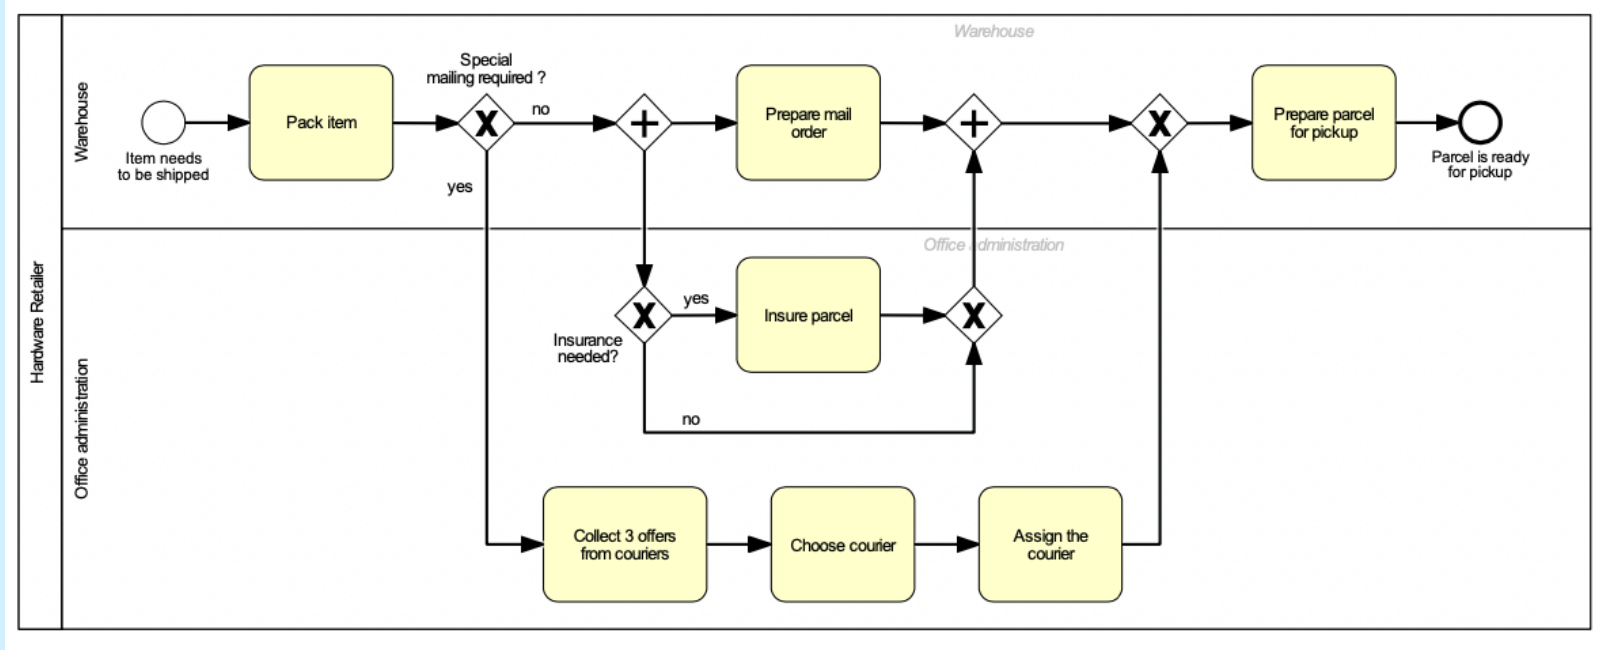 Hardware Retailer
Warehouse
Warehouse
Item needs
to be shipped
Pack item
Special
mailing required ?
no
yes
Prepare mail
order
Prepare parcel
for pickup
Parcel is ready
for pickup
Office administration
Office administration
Insurance
needed?
yes
Insure parcel
no
Collect 3 offers
from couriers
Choose courier
Assign the
courier